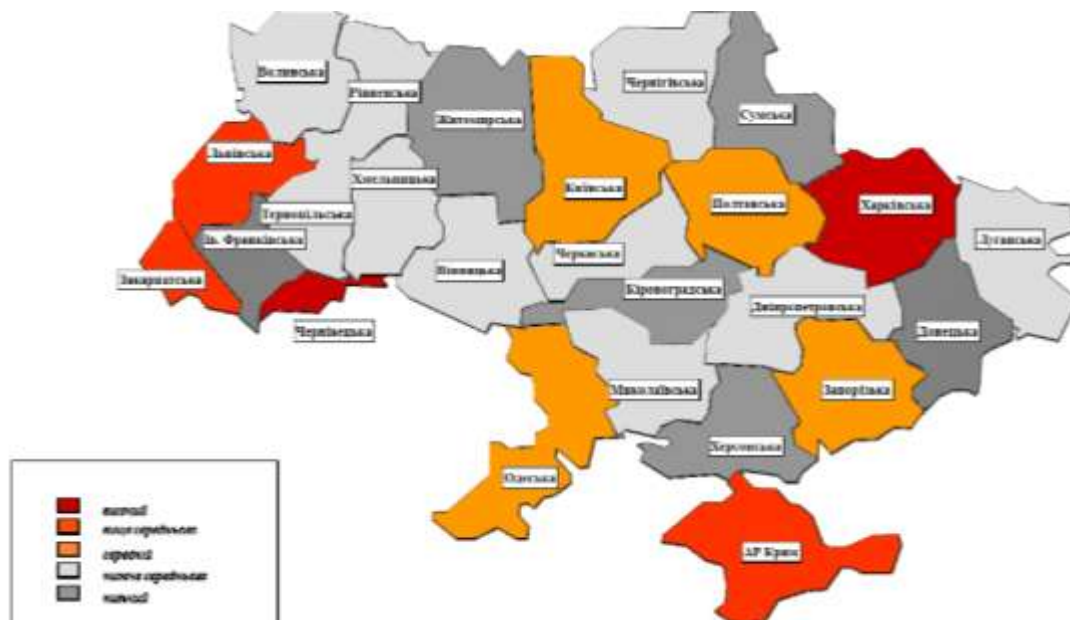 Волинська
Рівненська
Житомирська
Чернігівська
Сумська
Львівська
Хмельницька
Київська
Полтавська
Харківська
Тернопільська
Ів. Франківська
Черкаська
Луганська
Закарпатська
Вінницька
Кіровоградська
Дніпропетровська
Чернівецька
Донецька
Миколаївська
Запорізька
Херсонська
Одеська
АР Крим
високий
вище середнього
середній
нижче середнього
низький